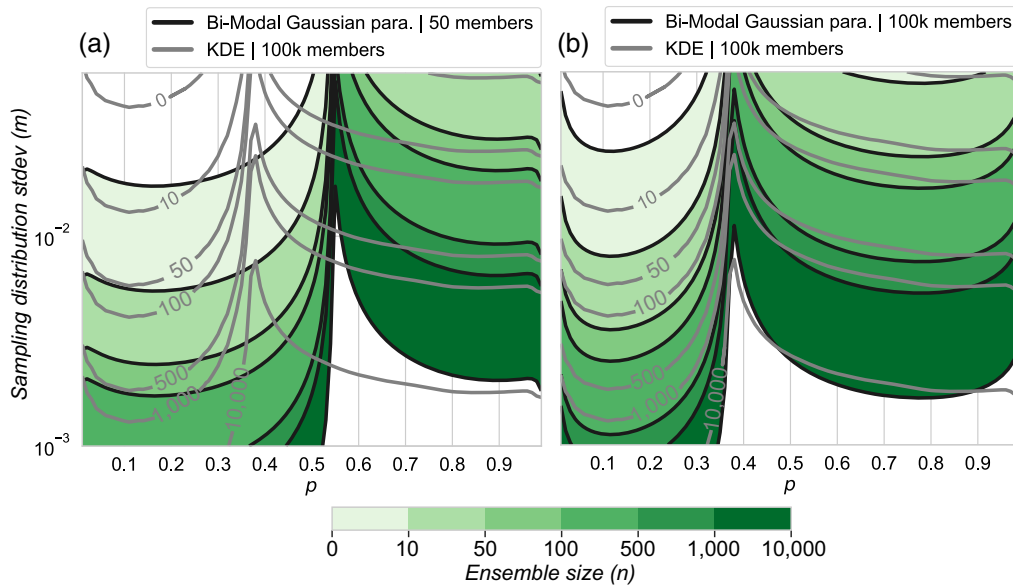 (a)
Bi-Modal Gaussian para. | 50 members
KDE | 100k members
(b)
Bi-Modal Gaussian para. | 100k members
KDE | 100k members
Sampling distribution stdev (m)
10⁻²
10⁻³
0
10
50
100
500
1,000
10,000
0.1 0.2 0.3 0.4 0.5 0.6 0.7 0.8 0.9
p
0
10
50
100
500
1,000
10,000
0.1 0.2 0.3 0.4 0.5 0.6 0.7 0.8 0.9
p
0 10 50 100 500 1,000 10,000
Ensemble size (n)